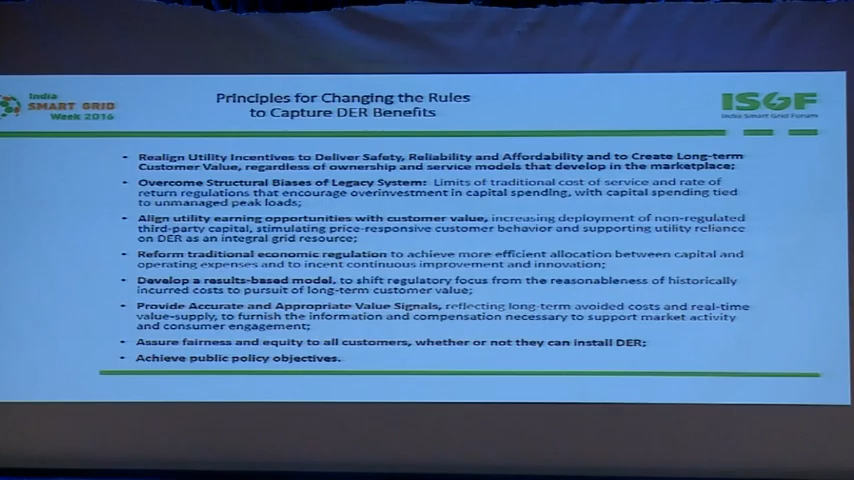 India
SMART GRID
Week 2016
Principles for Changing the Rules
to Capture DER Benefits
ISGF
India Smart Grid Forum
• Realign Utility Incentives to Deliver Safety, Reliability and Affordability and to Create Long-term
Customer Value, regardless of ownership and service models that develop in the marketplace;
• Overcome Structural Biases of Legacy System: Limits of traditional cost of service and rate of
return regulations that encourage overinvestment in capital spending, with capital spending tied
to unmanaged peak loads;
• Align utility earning opportunities with customer value, increasing deployment of non-regulated
third-party capital, stimulating price-responsive customer behavior and supporting utility reliance
on DER as an integral grid resource;
• Reform traditional economic regulation to achieve more efficient allocation between capital and
operating expenses and to incent continuous improvement and innovation;
• Develop a results-based model, to shift regulatory focus from the reasonableness of historically
incurred costs to pursuit of long-term customer value;
• Provide Accurate and Appropriate Value Signals, reflecting long-term avoided costs and real-time
value-supply, to furnish the information and compensation necessary to support market activity
and consumer engagement;
• Assure fairness and equity to all customers, whether or not they can install DER;
• Achieve public policy objectives.